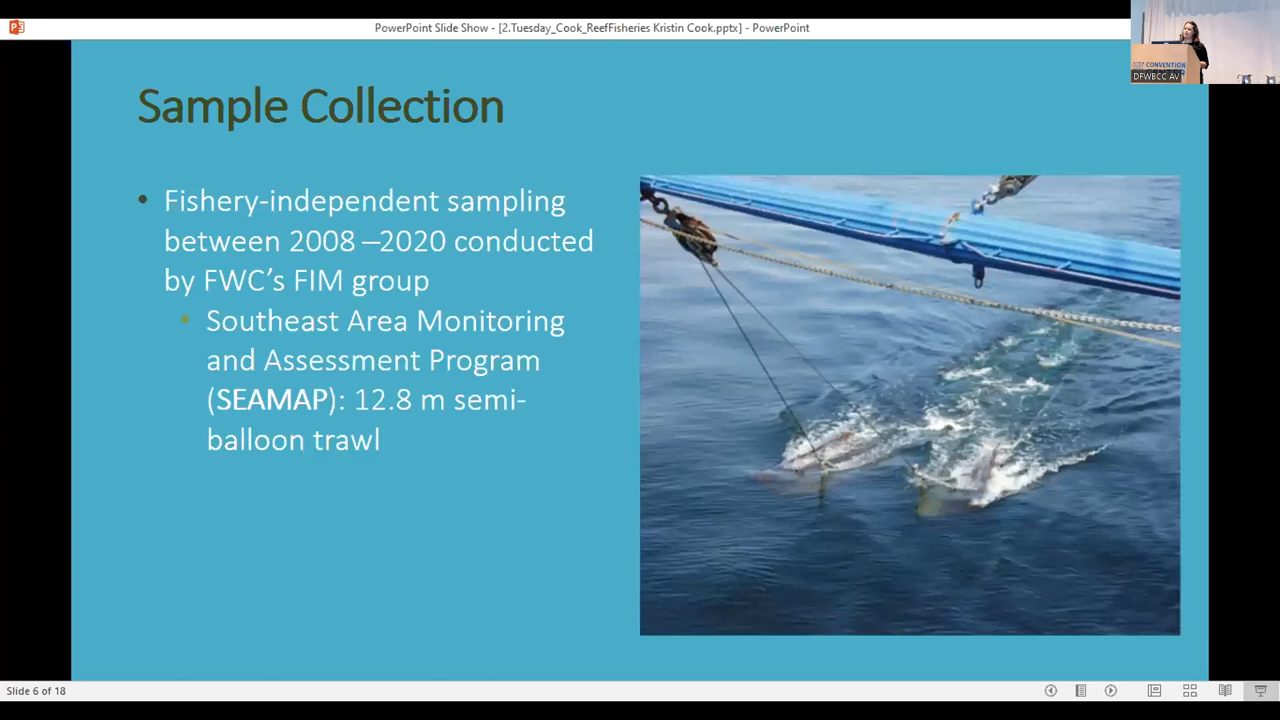 PowerPoint Slide Show - [2.Tuesday_Cook_ReefFisheries Kristin Cook.pptx] - PowerPoint
CONVENTION
DFWBCC AV
Sample Collection
• Fishery-independent sampling
between 2008 –2020 conducted
by FWC’s FIM group
• Southeast Area Monitoring
and Assessment Program
(SEAMAP): 12.8 m semi-
balloon trawl
Slide 6 of 18